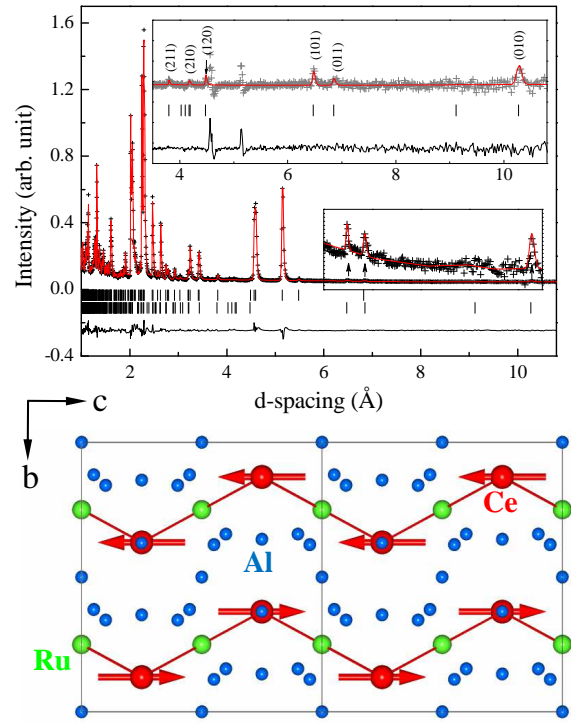 1.6
1.2
0.8
0.4
0.0
-0.4
Intensity (arb. unit)
(211)
(210)
(120)
(101)
(011)
(010)
4 6 8 10
2 4 6 8 10
d-spacing (Å)
c
b
Ce
Al
Ru